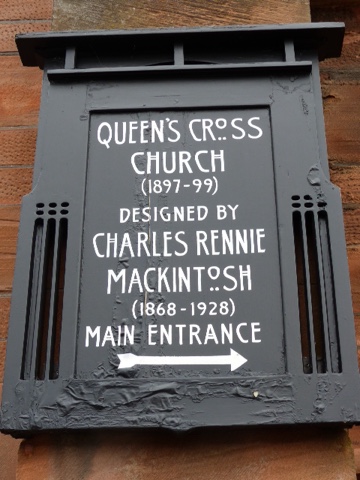 QUEEN'S CROSS
CHURCH
(1897-99)
DESIGNED BY
CHARLES RENNIE
MACKINTOSH
(1868-1928)
MAIN ENTRANCE